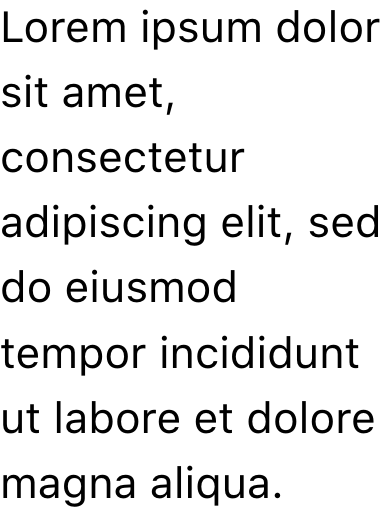 Lorem ipsum dolor
sit amet,
consectetur
adipiscing elit, sed
do eiusmod
tempor incididunt
ut labore et dolore
magna aliqua.